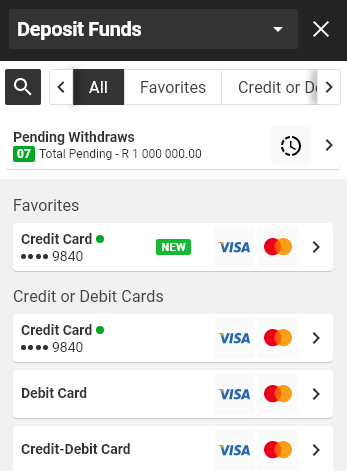 Deposit Funds
All
Favorites
Credit or De
Pending Withdraws
07 Total Pending - R 1 000 000.00
Favorites
Credit Card
NEW
VISA
•••• 9840
Credit or Debit Cards
Credit Card
VISA
•••• 9840
Debit Card
VISA
Credit-Debit Card
VISA